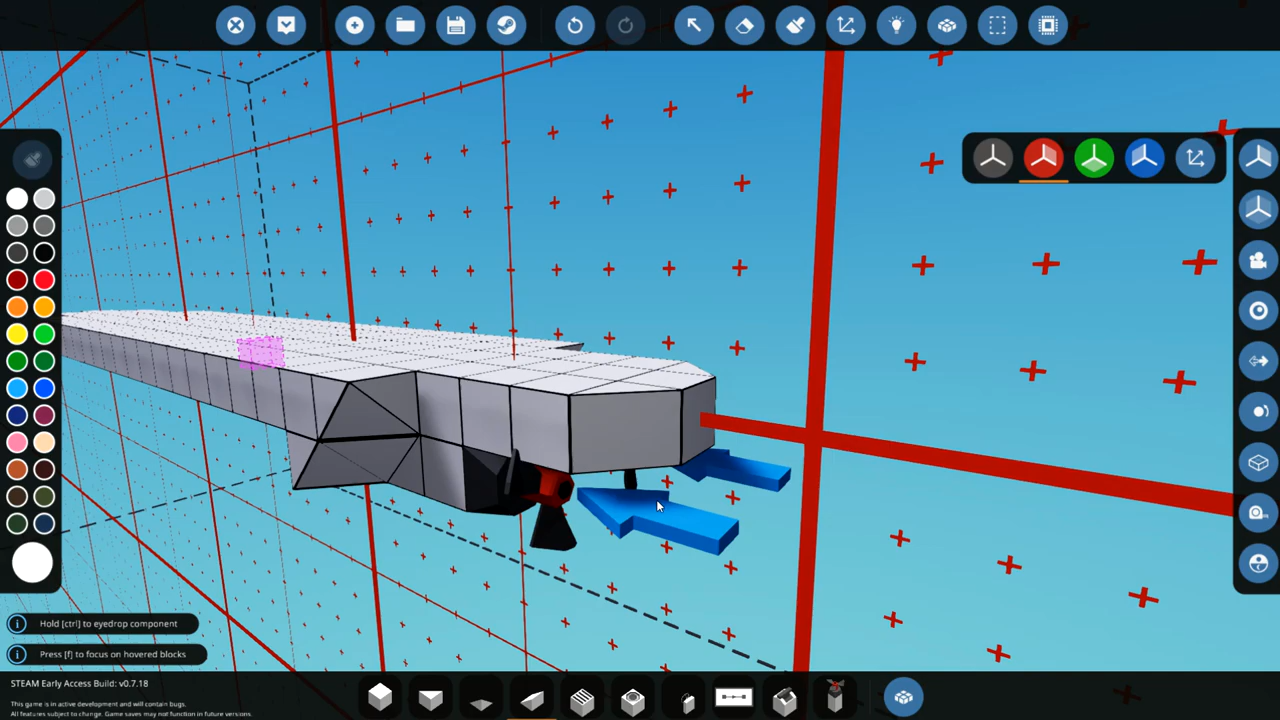 Hold [ctrl] to eyedrop component
Press [f] to focus on hovered blocks
STEAM Early Access Build: v0.7.18
This game is in active development and will contain bugs.
All features subject to change. Game saves may not function in future versions.